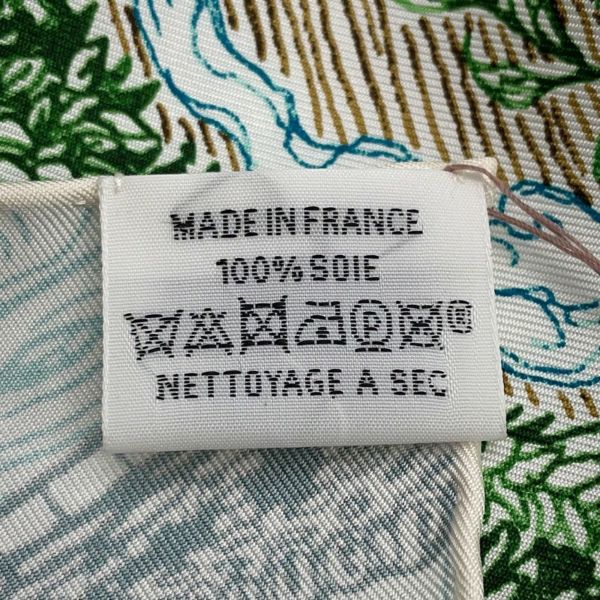 MADE IN FRANCE
100% SOIE
P ®
NETTOYAGE A SEC